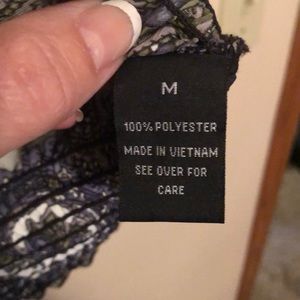 M
100% POLYESTER
MADE IN VIETNAM
SEE OVER FOR
CARE